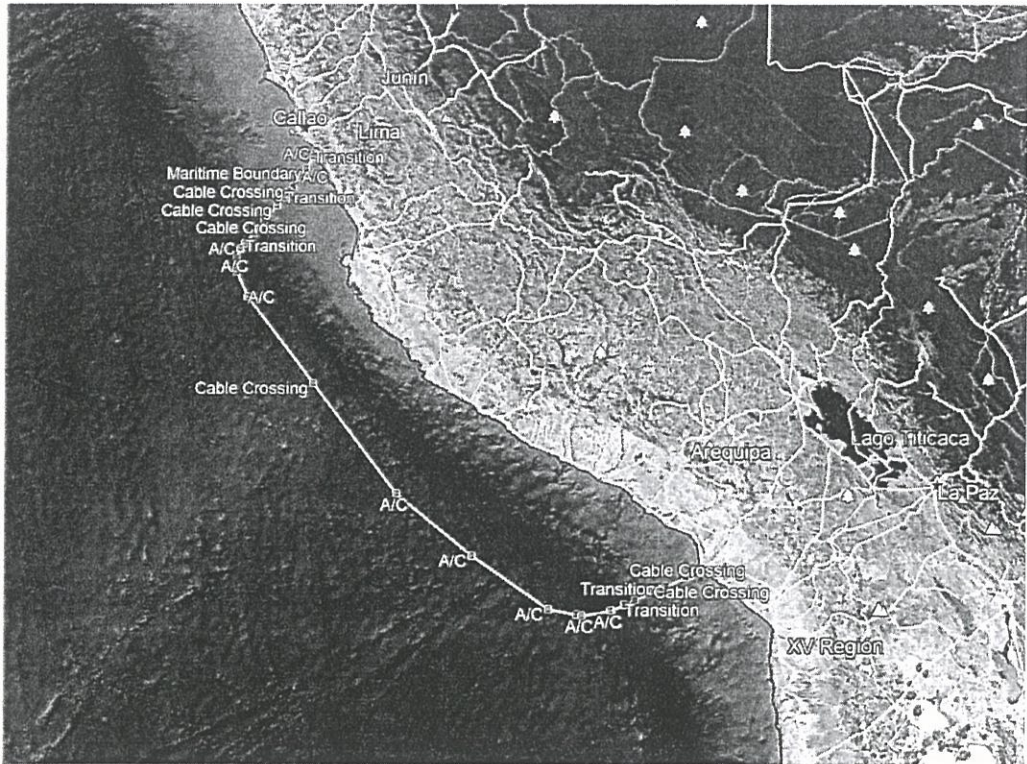 Junín
Callao
Lima
A/C Transition
Maritime Boundary A/C
Cable Crossing
Transition
Cable Crossing
Cable Crossing
A/C Transition
A/C
A/C
Cable Crossing
Arequipa
Lago Titicaca
La Paz
A/C
A/C
Cable Crossing
Transition Cable Crossing
A/C A/C A/C Transition
XV Región